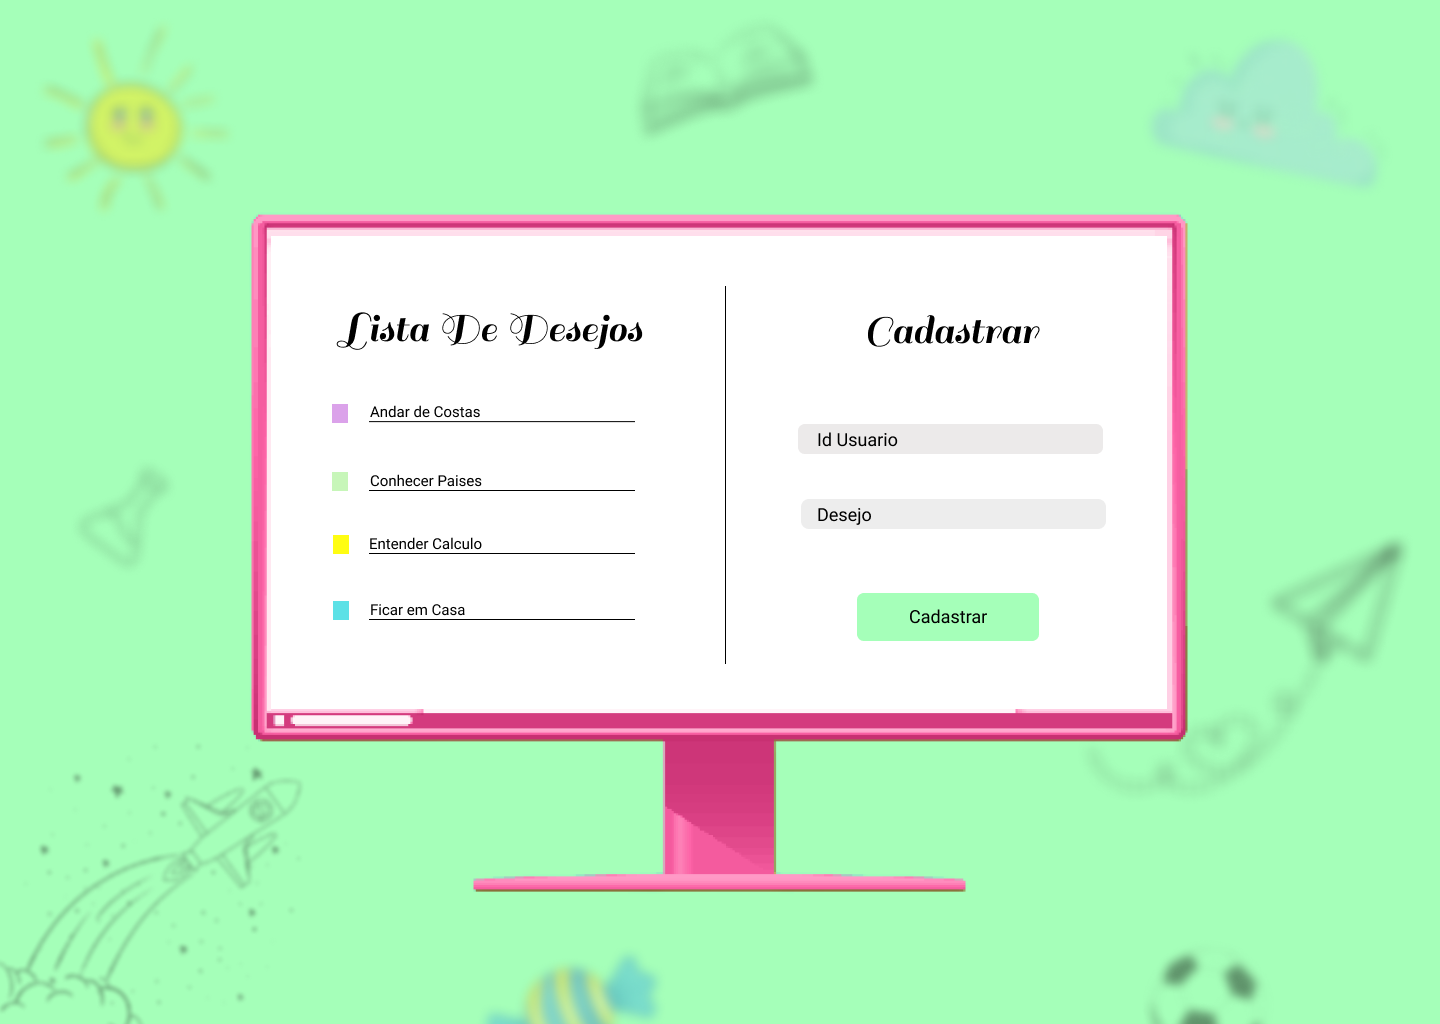 Lista De Desejos
Andar de Costas
Conhecer Paises
Entender Calculo
Ficar em Casa
Cadastrar
Id Usuario
Desejo
Cadastrar